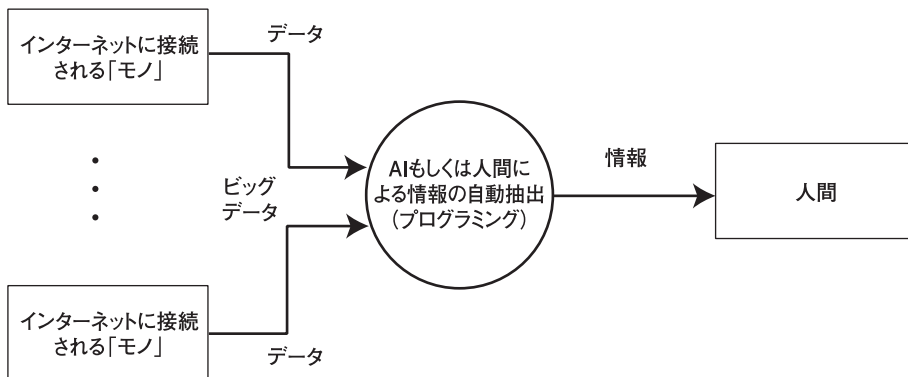 データ
インターネットに接続
される「モノ」
AIもしくは人間に
よる情報の自動抽出
(プログラミング)
ビッグ
データ
情報
人間
インターネットに接続
される「モノ」
データ